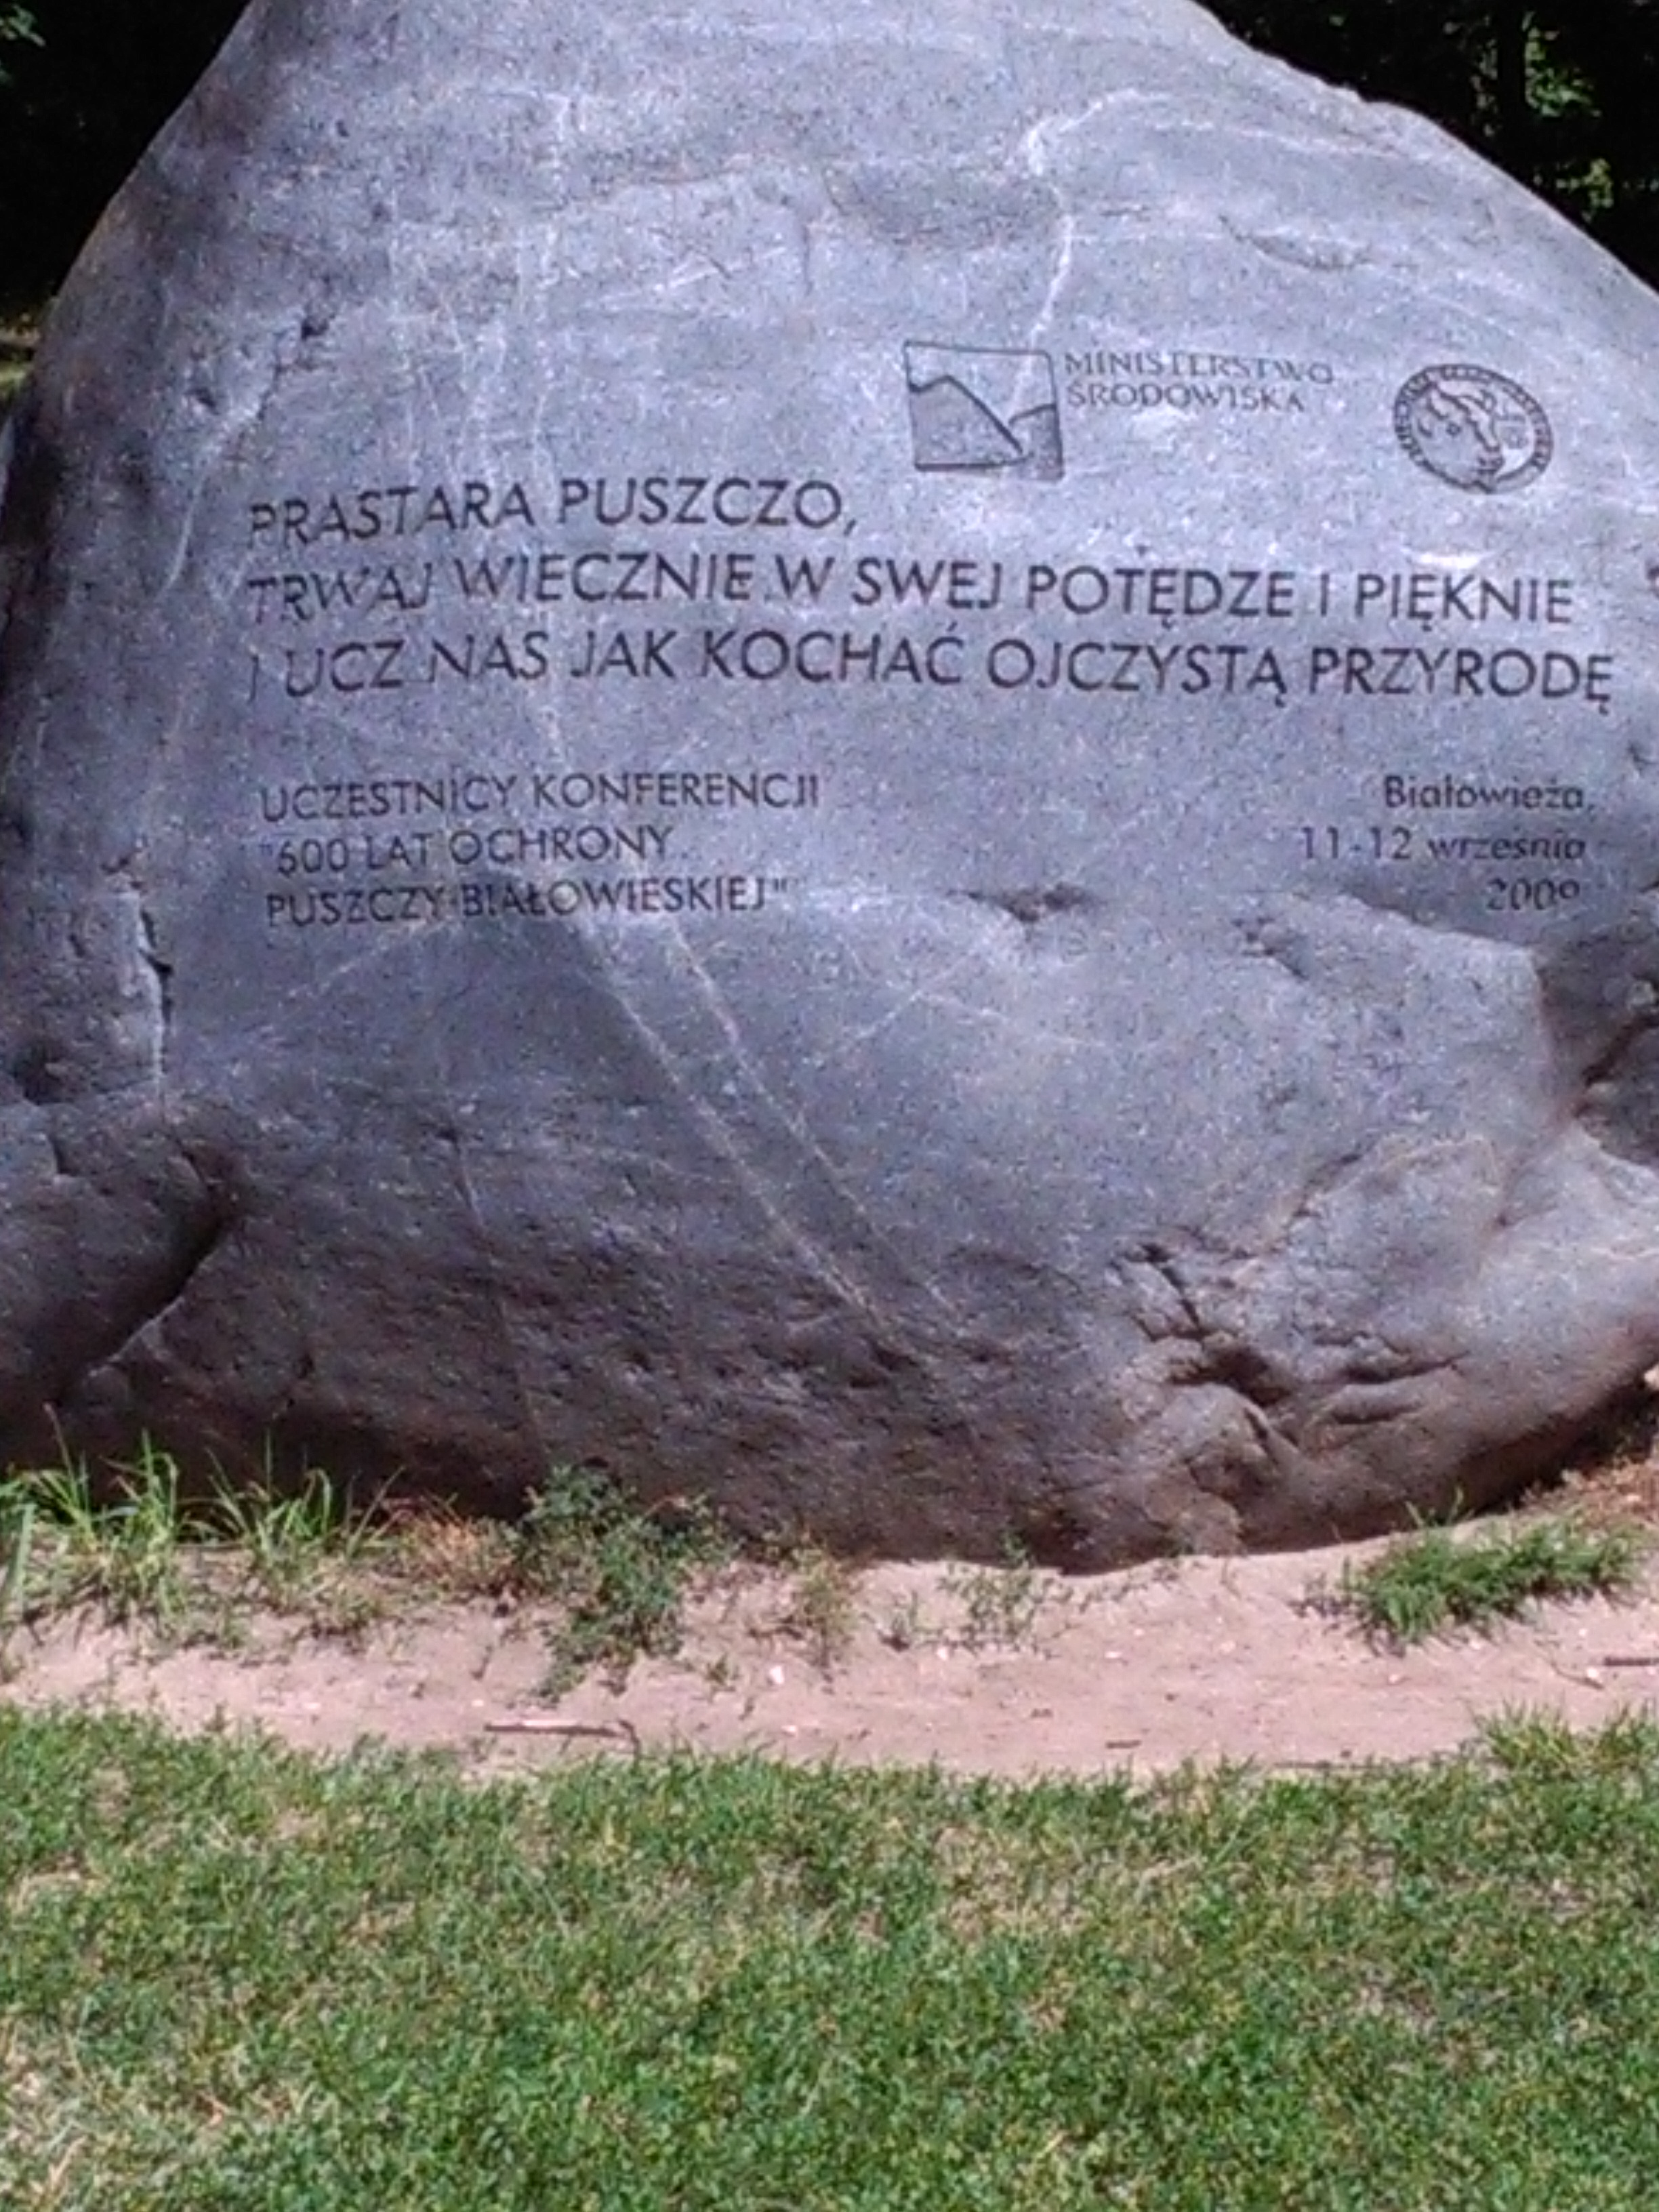 MINISTERSTWO
ŚRODOWISKA
PRASTARA PUSZCZO,
TRWAJ WIECZNIE W SWEJ POTĘDZE I PIĘKNIE
I UCZ NAS JAK KOCHAĆ OJCZYSTĄ PRZYRODĘ
UCZESTNICY KONFERENCJI
"600 LAT OCHRONY
PUSZCZY BIAŁOWIESKIEJ"
Białowieża,
11-12 września
2009